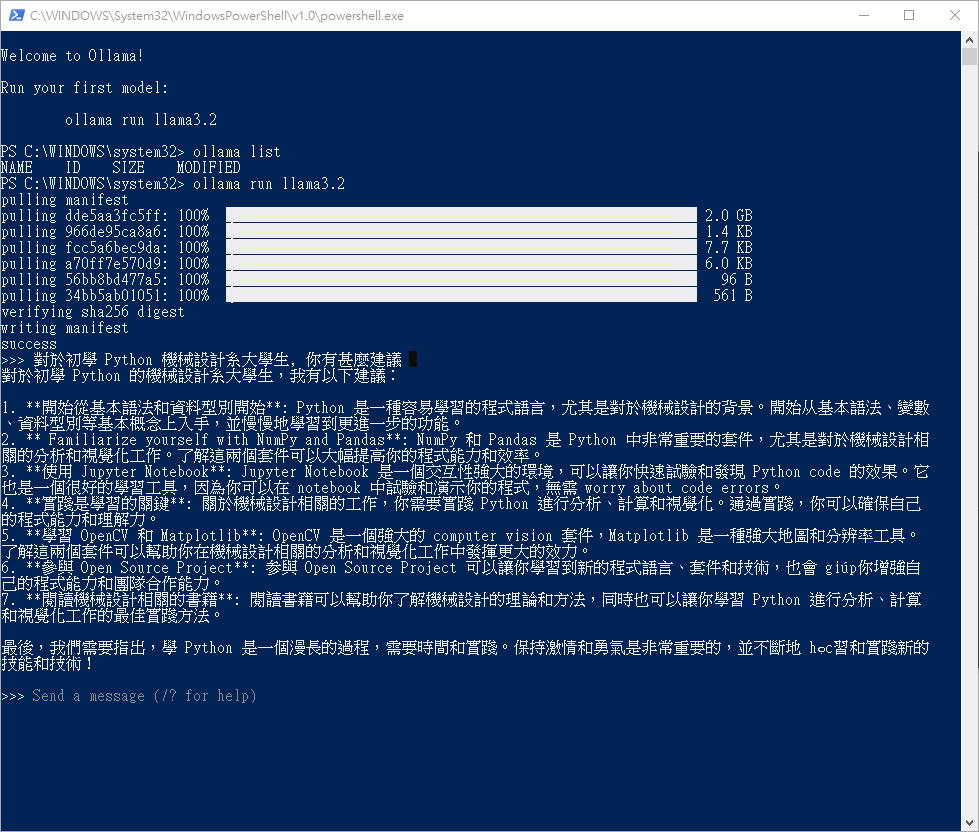 C:\WINDOWS\System32\WindowsPowerShell\v1.0\powershell.exe
Welcome to Ollama!
Run your first model:
ollama run llama3.2
PS C:\WINDOWS\system32> ollama list
NAME    ID    SIZE    MODIFIED
PS C:\WINDOWS\system32> ollama run llama3.2
pulling manifest
pulling dde5aa3fc5ff: 100% 2.0 GB
pulling 966de95ca8a6: 100% 1.4 KB
pulling fcc5a6bec9da: 100% 7.7 KB
pulling a70ff7e570d9: 100% 6.0 KB
pulling 56bb8bd477a5: 100% 96 B
pulling 34bb5ab01051: 100% 561 B
verifying sha256 digest
writing manifest
success
>>> 對於初學 Python 機械設計系大學生, 你有甚麼建議
對於初學 Python 的機械設計系大學生，我有以下建議：
1. **開始從基本語法和資料型別開始**: Python 是一種容易學習的程式語言，尤其是對於機械設計的背景。開始从基本語法、變數
、資料型別等基本概念上入手，並慢慢地學習到更進一步的功能。
2. ** Familiarize yourself with NumPy and Pandas**: NumPy 和 Pandas 是 Python 中非常重要的套件，尤其是對於機械設計相
關的分析和視覺化工作。了解這兩個套件可以大幅提高你的程式能力和效率。
3. **使用 Jupyter Notebook**: Jupyter Notebook 是一個交互性強大的環境，可以讓你快速試驗和發現 Python code 的效果。它
也是一個很好的學習工具，因為你可以在 notebook 中試驗和演示你的程式，無需 worry about code errors。
4. **實踐是學習的關鍵**: 關於機械設計相關的工作，你需要實踐 Python 進行分析、計算和視覺化。通過實踐，你可以確保自己
的程式能力和理解力。
5. **學習 OpenCV 和 Matplotlib**: OpenCV 是一個強大的 computer vision 套件，Matplotlib 是一種強大地圖和分辨率工具。
了解這兩個套件可以幫助你在機械設計相關的分析和視覺化工作中發揮更大的效力。
6. **參與 Open Source Project**: 参與 Open Source Project 可以讓你學習到新的程式語言、套件和技術，也會 giúp你增強自
己的程式能力和團隊合作能力。
7. **閱讀機械設計相關的書籍**: 閱讀書籍可以幫助你了解機械設計的理論和方法，同時也可以讓你學習 Python 進行分析、計算
和視覺化工作的最佳實踐方法。
最後，我們需要指出，學 Python 是一個漫長的過程，需要時間和實踐。保持激情和勇氣是非常重要的，並不斷地 học習和實踐新的
技能和技術！
>>> Send a message (/? for help)